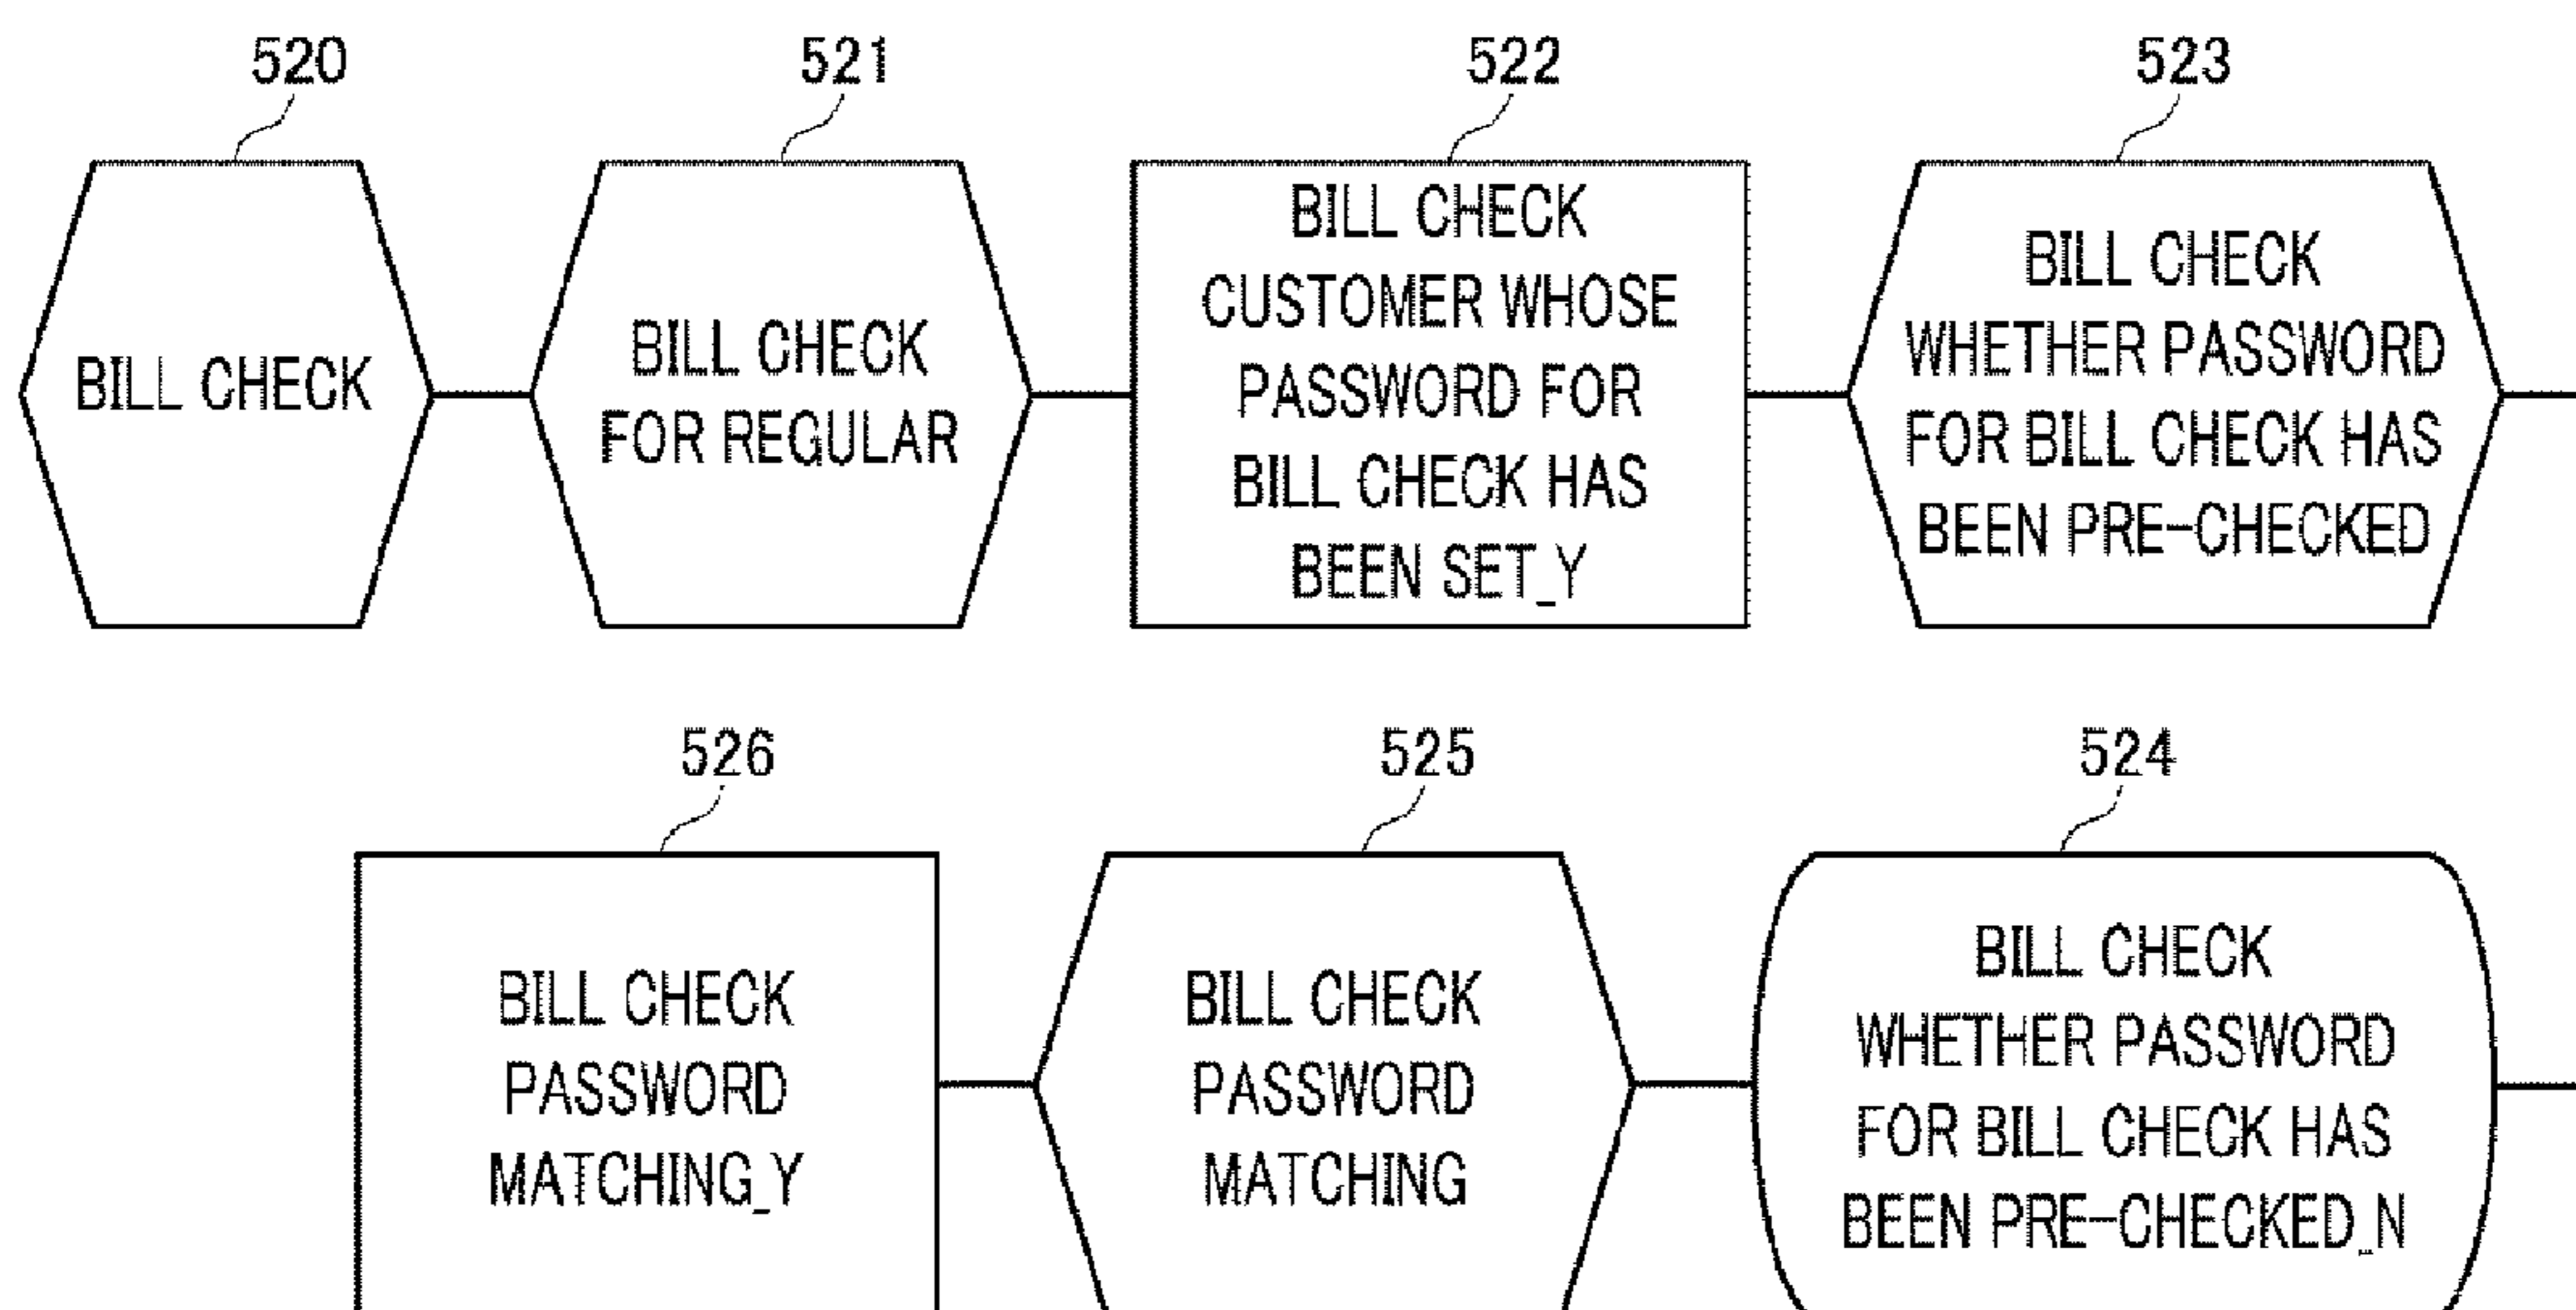 520
521
522
523
BILL CHECK
BILL CHECK
FOR REGULAR
BILL CHECK
CUSTOMER WHOSE
PASSWORD FOR
BILL CHECK HAS
BEEN SET_Y
BILL CHECK
WHETHER PASSWORD
FOR BILL CHECK HAS
BEEN PRE-CHECKED
526
525
524
BILL CHECK
PASSWORD
MATCHING_Y
BILL CHECK
PASSWORD
MATCHING
BILL CHECK
WHETHER PASSWORD
FOR BILL CHECK HAS
BEEN PRE-CHECKED_N